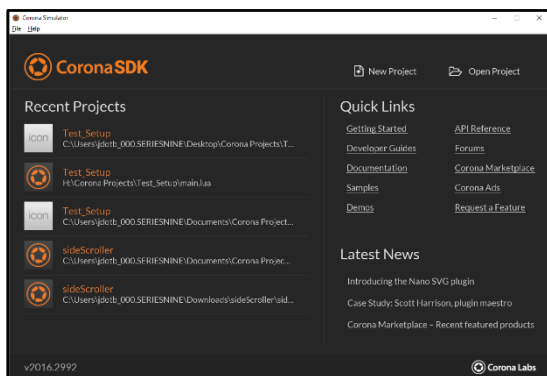 Corona Simulator
File Help
CoronaSDK
New Project
Open Project
Recent Projects
icon
Test_Setup
C:\Users\jdotb_000.SERIESNINE\Desktop\Corona Projects\T...
Test_Setup
H:\Corona Projects\Test_Setup\main.lua
icon
Test_Setup
C:\Users\jdotb_000.SERIESNINE\Documents\Corona Project...
sideScroller
C:\Users\jdotb_000.SERIESNINE\Documents\Corona Projec...
sideScroller
C:\Users\jdotb_000.SERIESNINE\Downloads\sideScroller\sid...
Quick Links
Getting Started
API Reference
Developer Guides
Forums
Documentation
Corona Marketplace
Samples
Corona Ads
Demos
Request a Feature
Latest News
Introducing the Nano SVG plugin
Case Study: Scott Harrison, plugin maestro
Corona Marketplace – Recent featured products
v2016.2992
Corona Labs